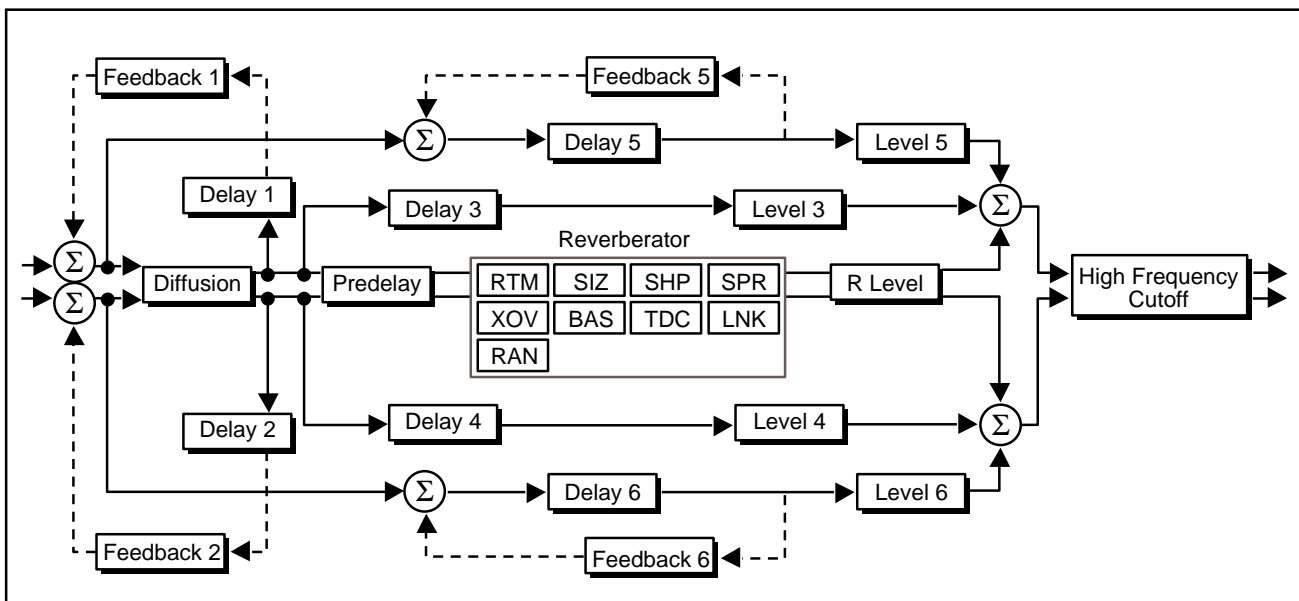 Feedback 1
Feedback 5
Σ
Delay 5
Level 5
Delay 1
Delay 3
Level 3
Σ
Σ
Reverberator
Diffusion
Predelay
RTM SIZ SHP SPR
R Level
High Frequency
Cutoff
Σ
XOV BAS TDC LNK
RAN
Delay 2
Delay 4
Level 4
Σ
Σ
Delay 6
Level 6
Feedback 2
Feedback 6